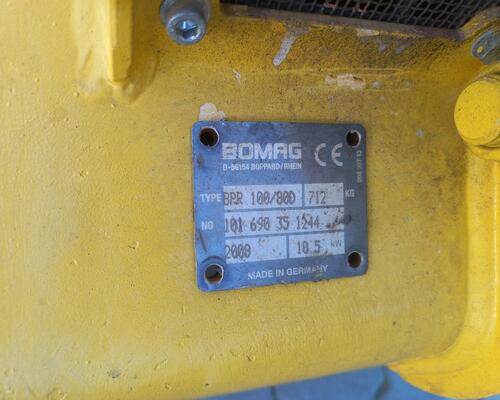 BOMAG CE
D-56154 BOPPARD/RHEIN
TYPE BPR 100/80D 712 KG
NO 101 690 35 1244
2008 10.5 kW
MADE IN GERMANY